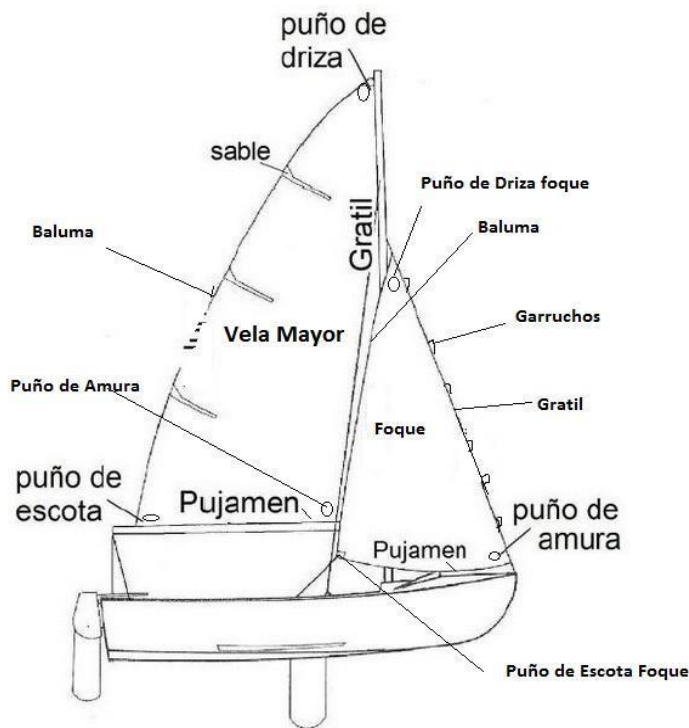 puño de
driza
sable
Puño de Driza foque
Baluma
Baluma
Gratil
Garruchos
Vela Mayor
Puño de Amura
Gratil
Foque
puño de
escota
Pujamen
puño de
amura
Pujamen
Puño de Escota Foque